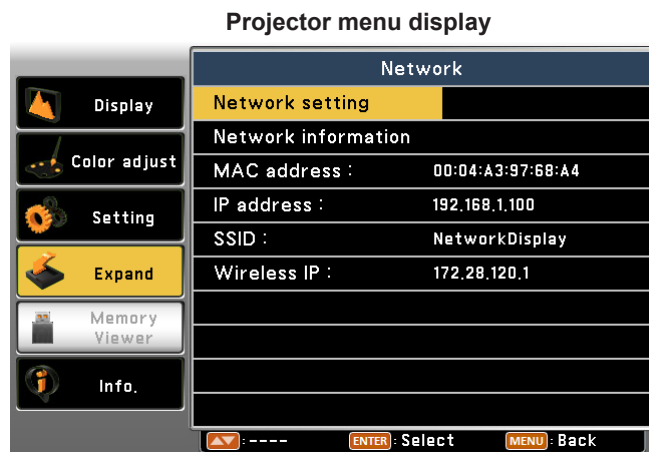 Projector menu display
Network
Display
Color adjust
Setting
Expand
Memory
Viewer
Info.
Network setting
Network information
MAC address : 00:04:A3:97:68:A4
IP address : 192.168.1.100
SSID : NetworkDisplay
Wireless IP : 172.28.120.1
:---- ENTER : Select MENU : Back